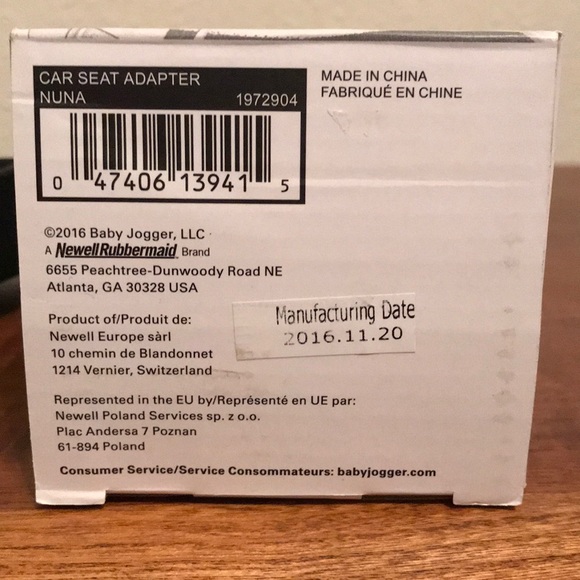 CAR SEAT ADAPTER
NUNA 1972904
0 47406 13941 5
MADE IN CHINA
FABRIQUÉ EN CHINE
©2016 Baby Jogger, LLC
A NewellRubbermaid Brand
6655 Peachtree-Dunwoody Road NE
Atlanta, GA 30328 USA
Product of/Produit de:
Newell Europe sàrl
10 chemin de Blandonnet
1214 Vernier, Switzerland
Manufacturing Date
2016.11.20
Represented in the EU by/Représenté en UE par:
Newell Poland Services sp. z o.o.
Plac Andersa 7 Poznan
61-894 Poland
Consumer Service/Service Consommateurs: babyjogger.com